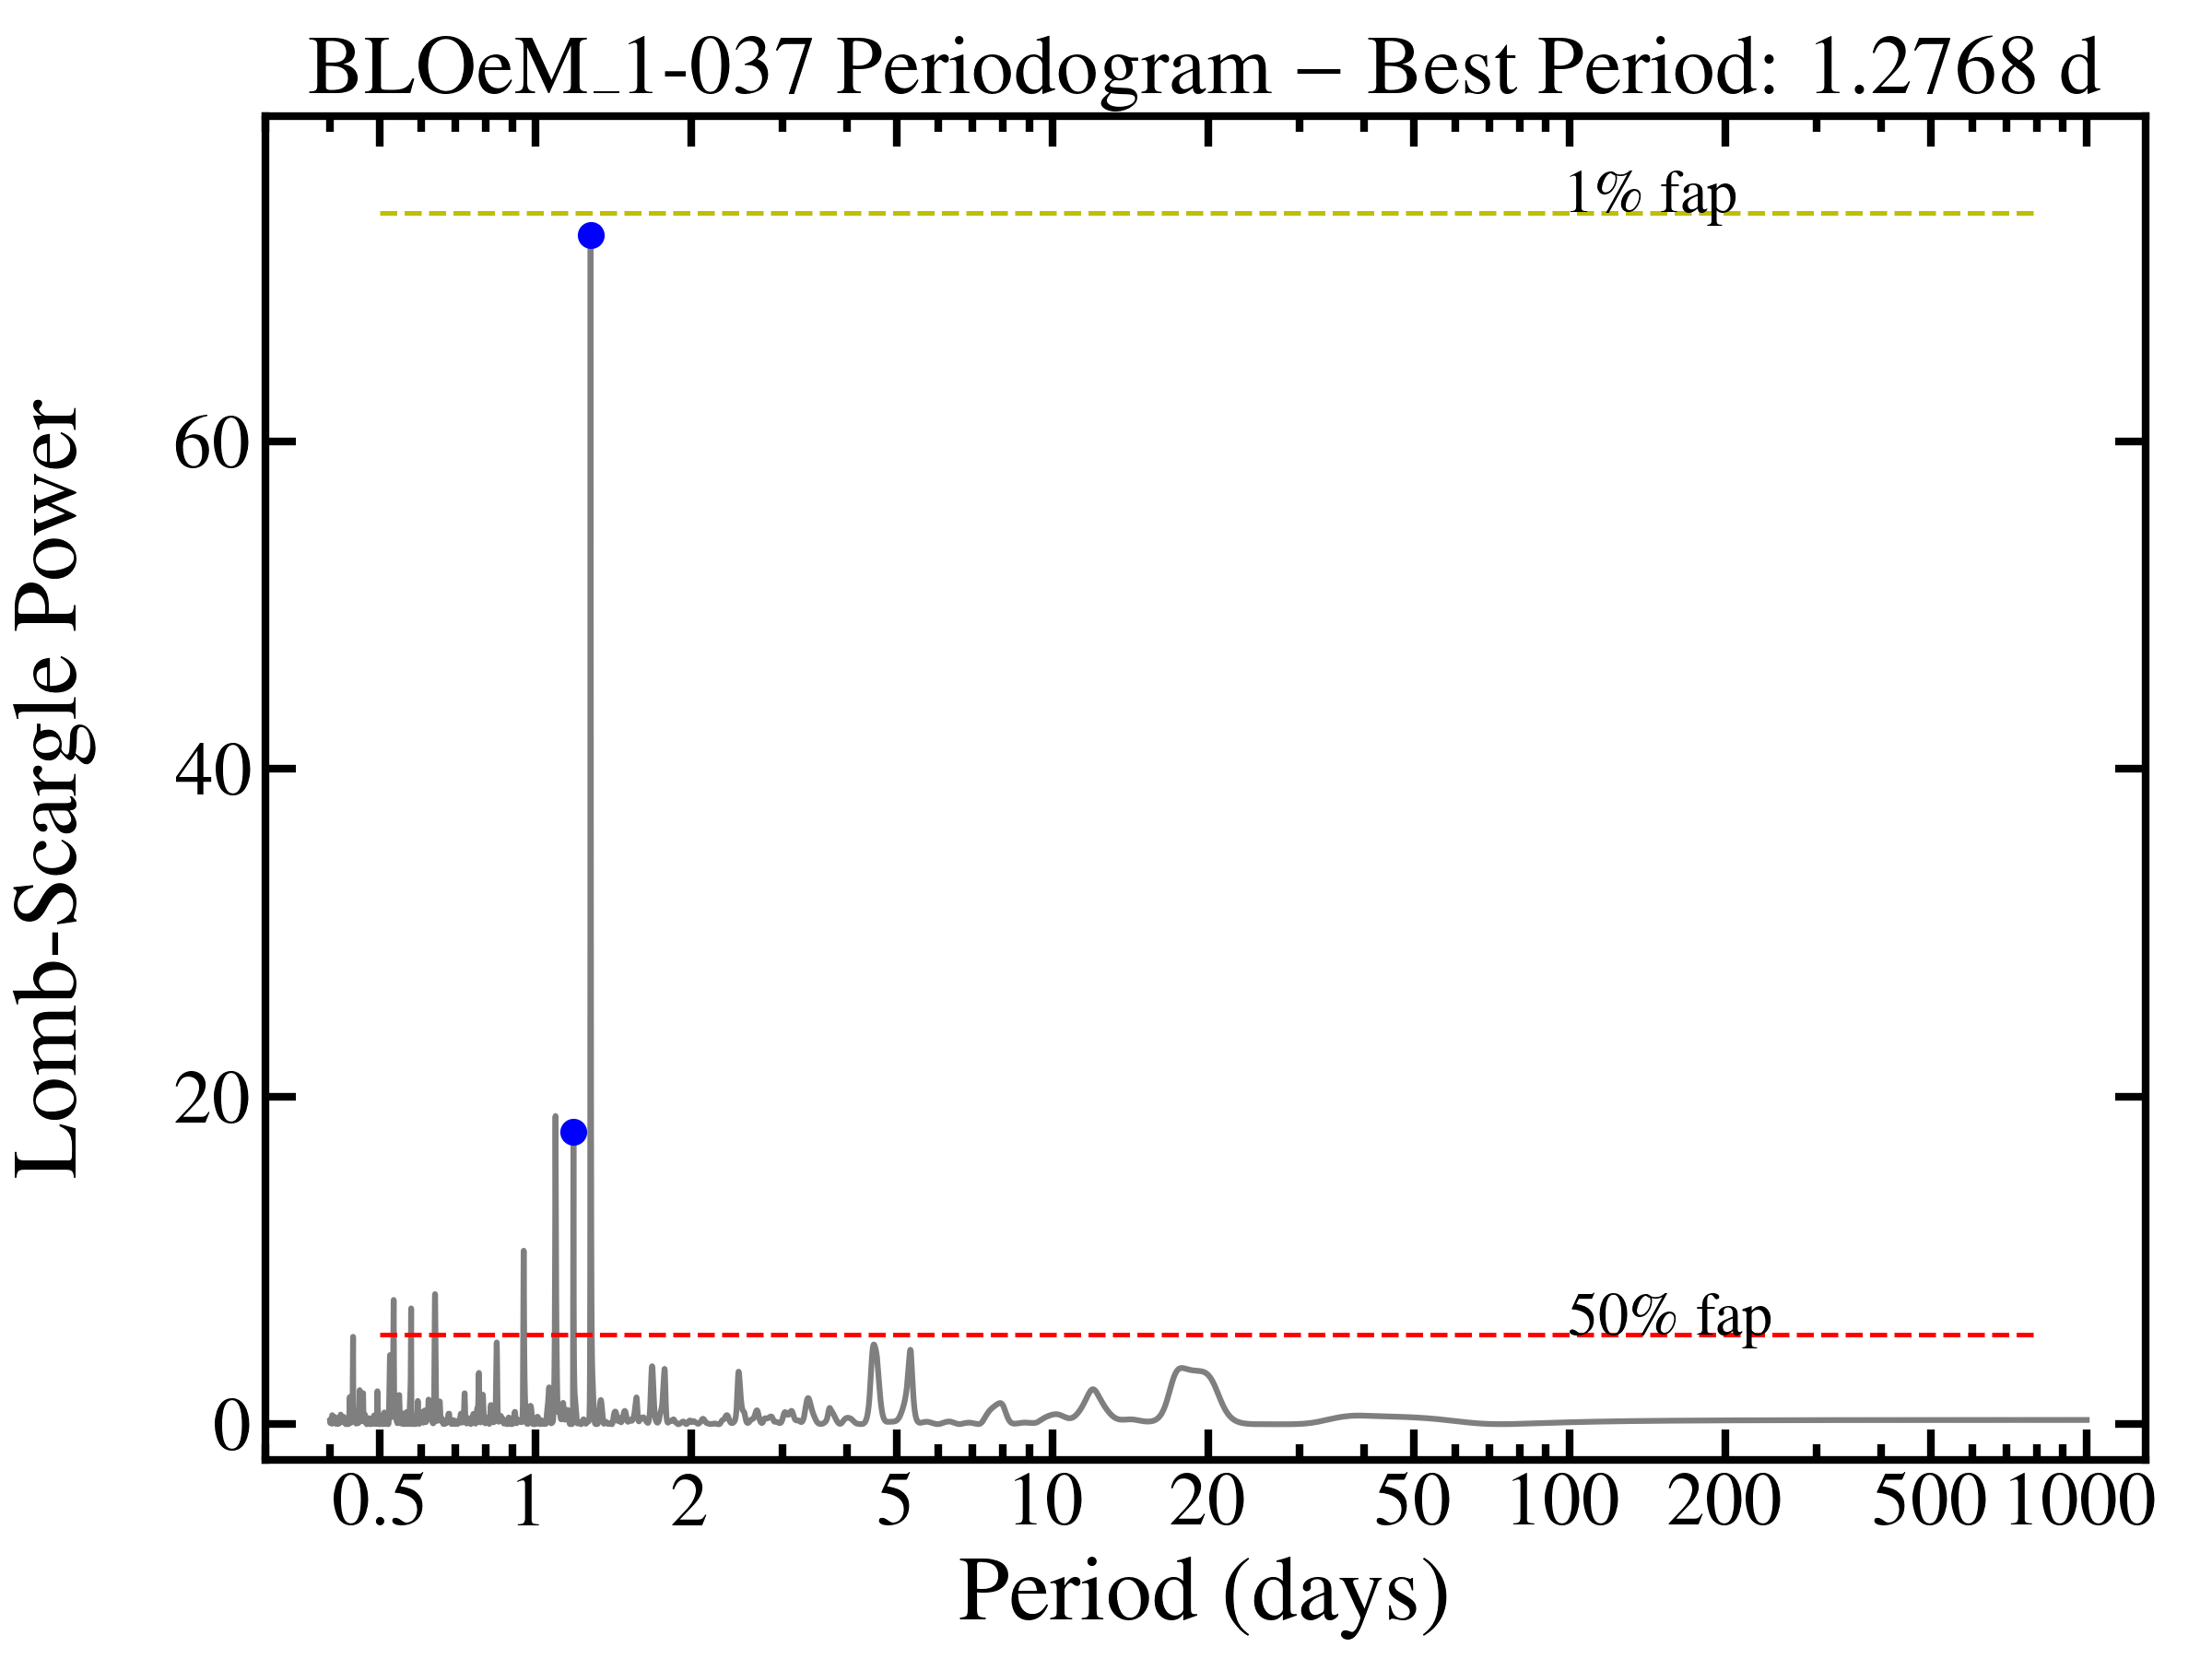 BLOeM_1-037 Periodogram − Best Period: 1.2768 d
1% fap
60
40
20
50% fap
0
0.5 1 2 5 10 20 50 100 200 500 1000
Period (days)
Lomb-Scargle Power